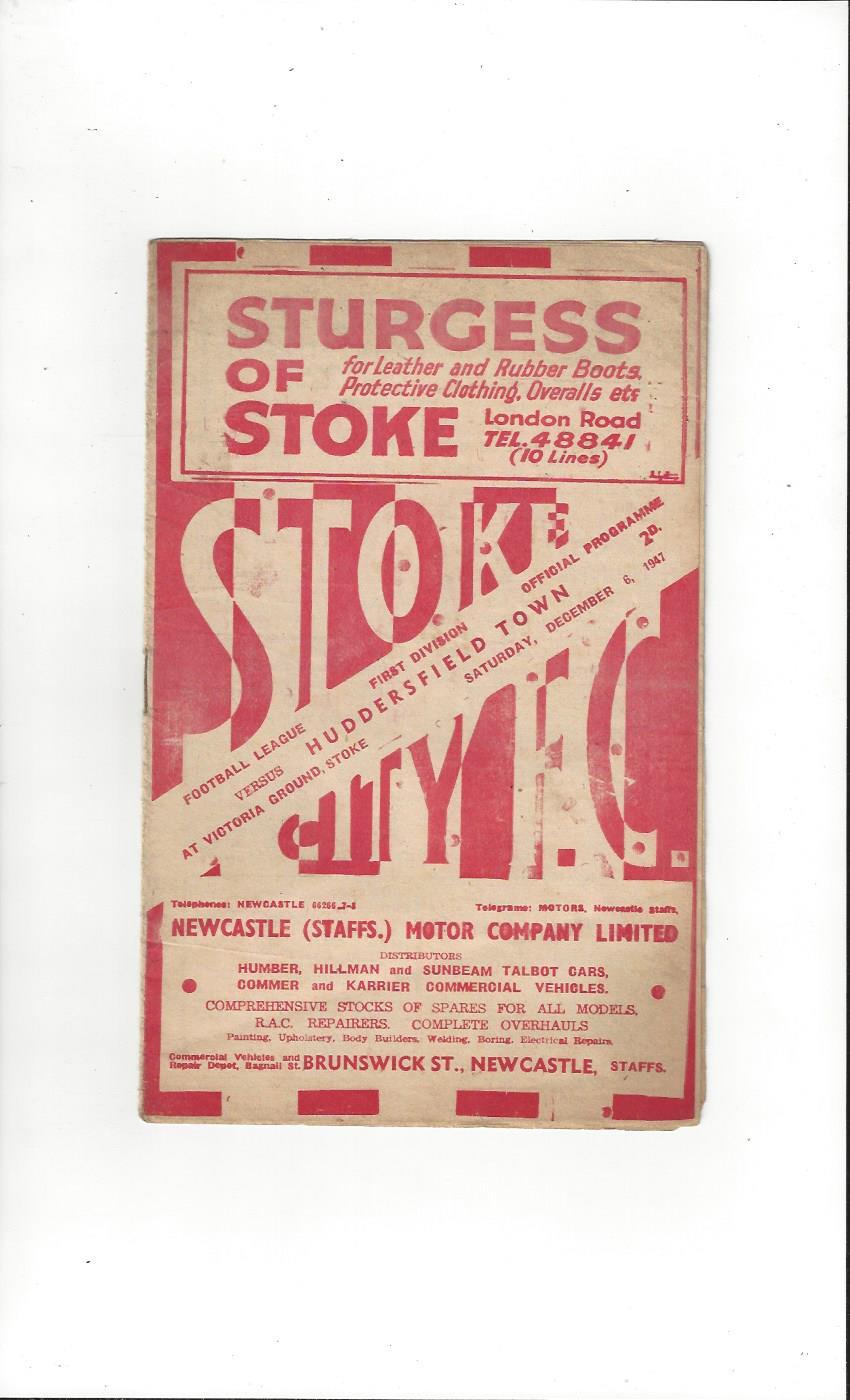 STURGESS
OF
for Leather and Rubber Boots,
Protective Clothing, Overalls etc
STOKE
London Road
TEL. 48841
(10 Lines)
STOKE
FOOTBALL LEAGUE FIRST DIVISION OFFICIAL PROGRAMME
VERSUS HUDDERSFIELD TOWN 2D.
AT VICTORIA GROUND, STOKE SATURDAY, DECEMBER 6, 1947
CITY F.C.
Telephones: NEWCASTLE 66266-7-8 Telegrams: MOTORS, Newcastle Staffs,
NEWCASTLE (STAFFS.) MOTOR COMPANY LIMITED
DISTRIBUTORS
HUMBER, HILLMAN and SUNBEAM TALBOT CARS,
COMMER and KARRIER COMMERCIAL VEHICLES.
COMPREHENSIVE STOCKS OF SPARES FOR ALL MODELS,
R.A.C. REPAIRERS. COMPLETE OVERHAULS
Painting, Upholstery, Body Builders, Welding, Boring, Electrical Repairs,
Commercial Vehicles and
Repair Depot, Bagnall St. BRUNSWICK ST., NEWCASTLE, STAFFS.